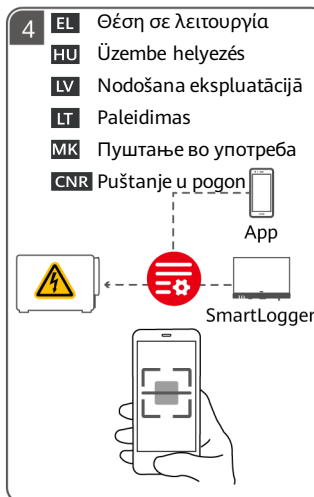 4
EL Θέση σε λειτουργία
HU Üzembe helyezés
LV Nodošana ekspluatācijā
LT Paleidimas
MK Пуштање во употреба
CNR Puštanje u pogon
App
SmartLogger